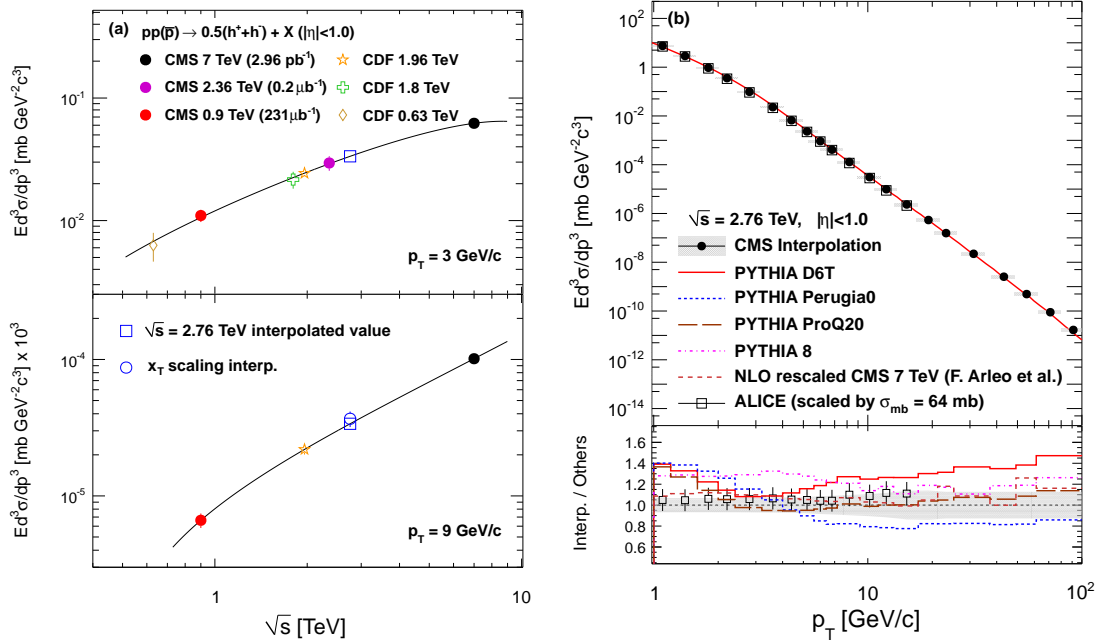 (a) pp(p̅) → 0.5(h⁺+h⁻) + X (|η|<1.0)
CMS 7 TeV (2.96 pb⁻¹)
CDF 1.96 TeV
CMS 2.36 TeV (0.2 μb⁻¹)
CDF 1.8 TeV
CMS 0.9 TeV (231μb⁻¹)
CDF 0.63 TeV
10⁻¹
10⁻²
Ed³σ/dp³ [mb GeV⁻²c³]
p_T = 3 GeV/c
√s = 2.76 TeV interpolated value
x_T scaling interp.
10⁻⁴
10⁻⁵
Ed³σ/dp³ [mb GeV⁻²c³] x 10³
p_T = 9 GeV/c
1
10
√s [TeV]
(b)
10²
1
10⁻²
10⁻⁴
10⁻⁶
10⁻⁸
10⁻¹⁰
10⁻¹²
10⁻¹⁴
Ed³σ/dp³ [mb GeV⁻²c³]
√s = 2.76 TeV, |η|<1.0
CMS Interpolation
PYTHIA D6T
PYTHIA Perugia0
PYTHIA ProQ20
PYTHIA 8
NLO rescaled CMS 7 TeV (F. Arleo et al.)
ALICE (scaled by σ_mb = 64 mb)
1.6
1.4
1.2
1.0
0.8
0.6
Interp. / Others
1
10
10²
p_T [GeV/c]